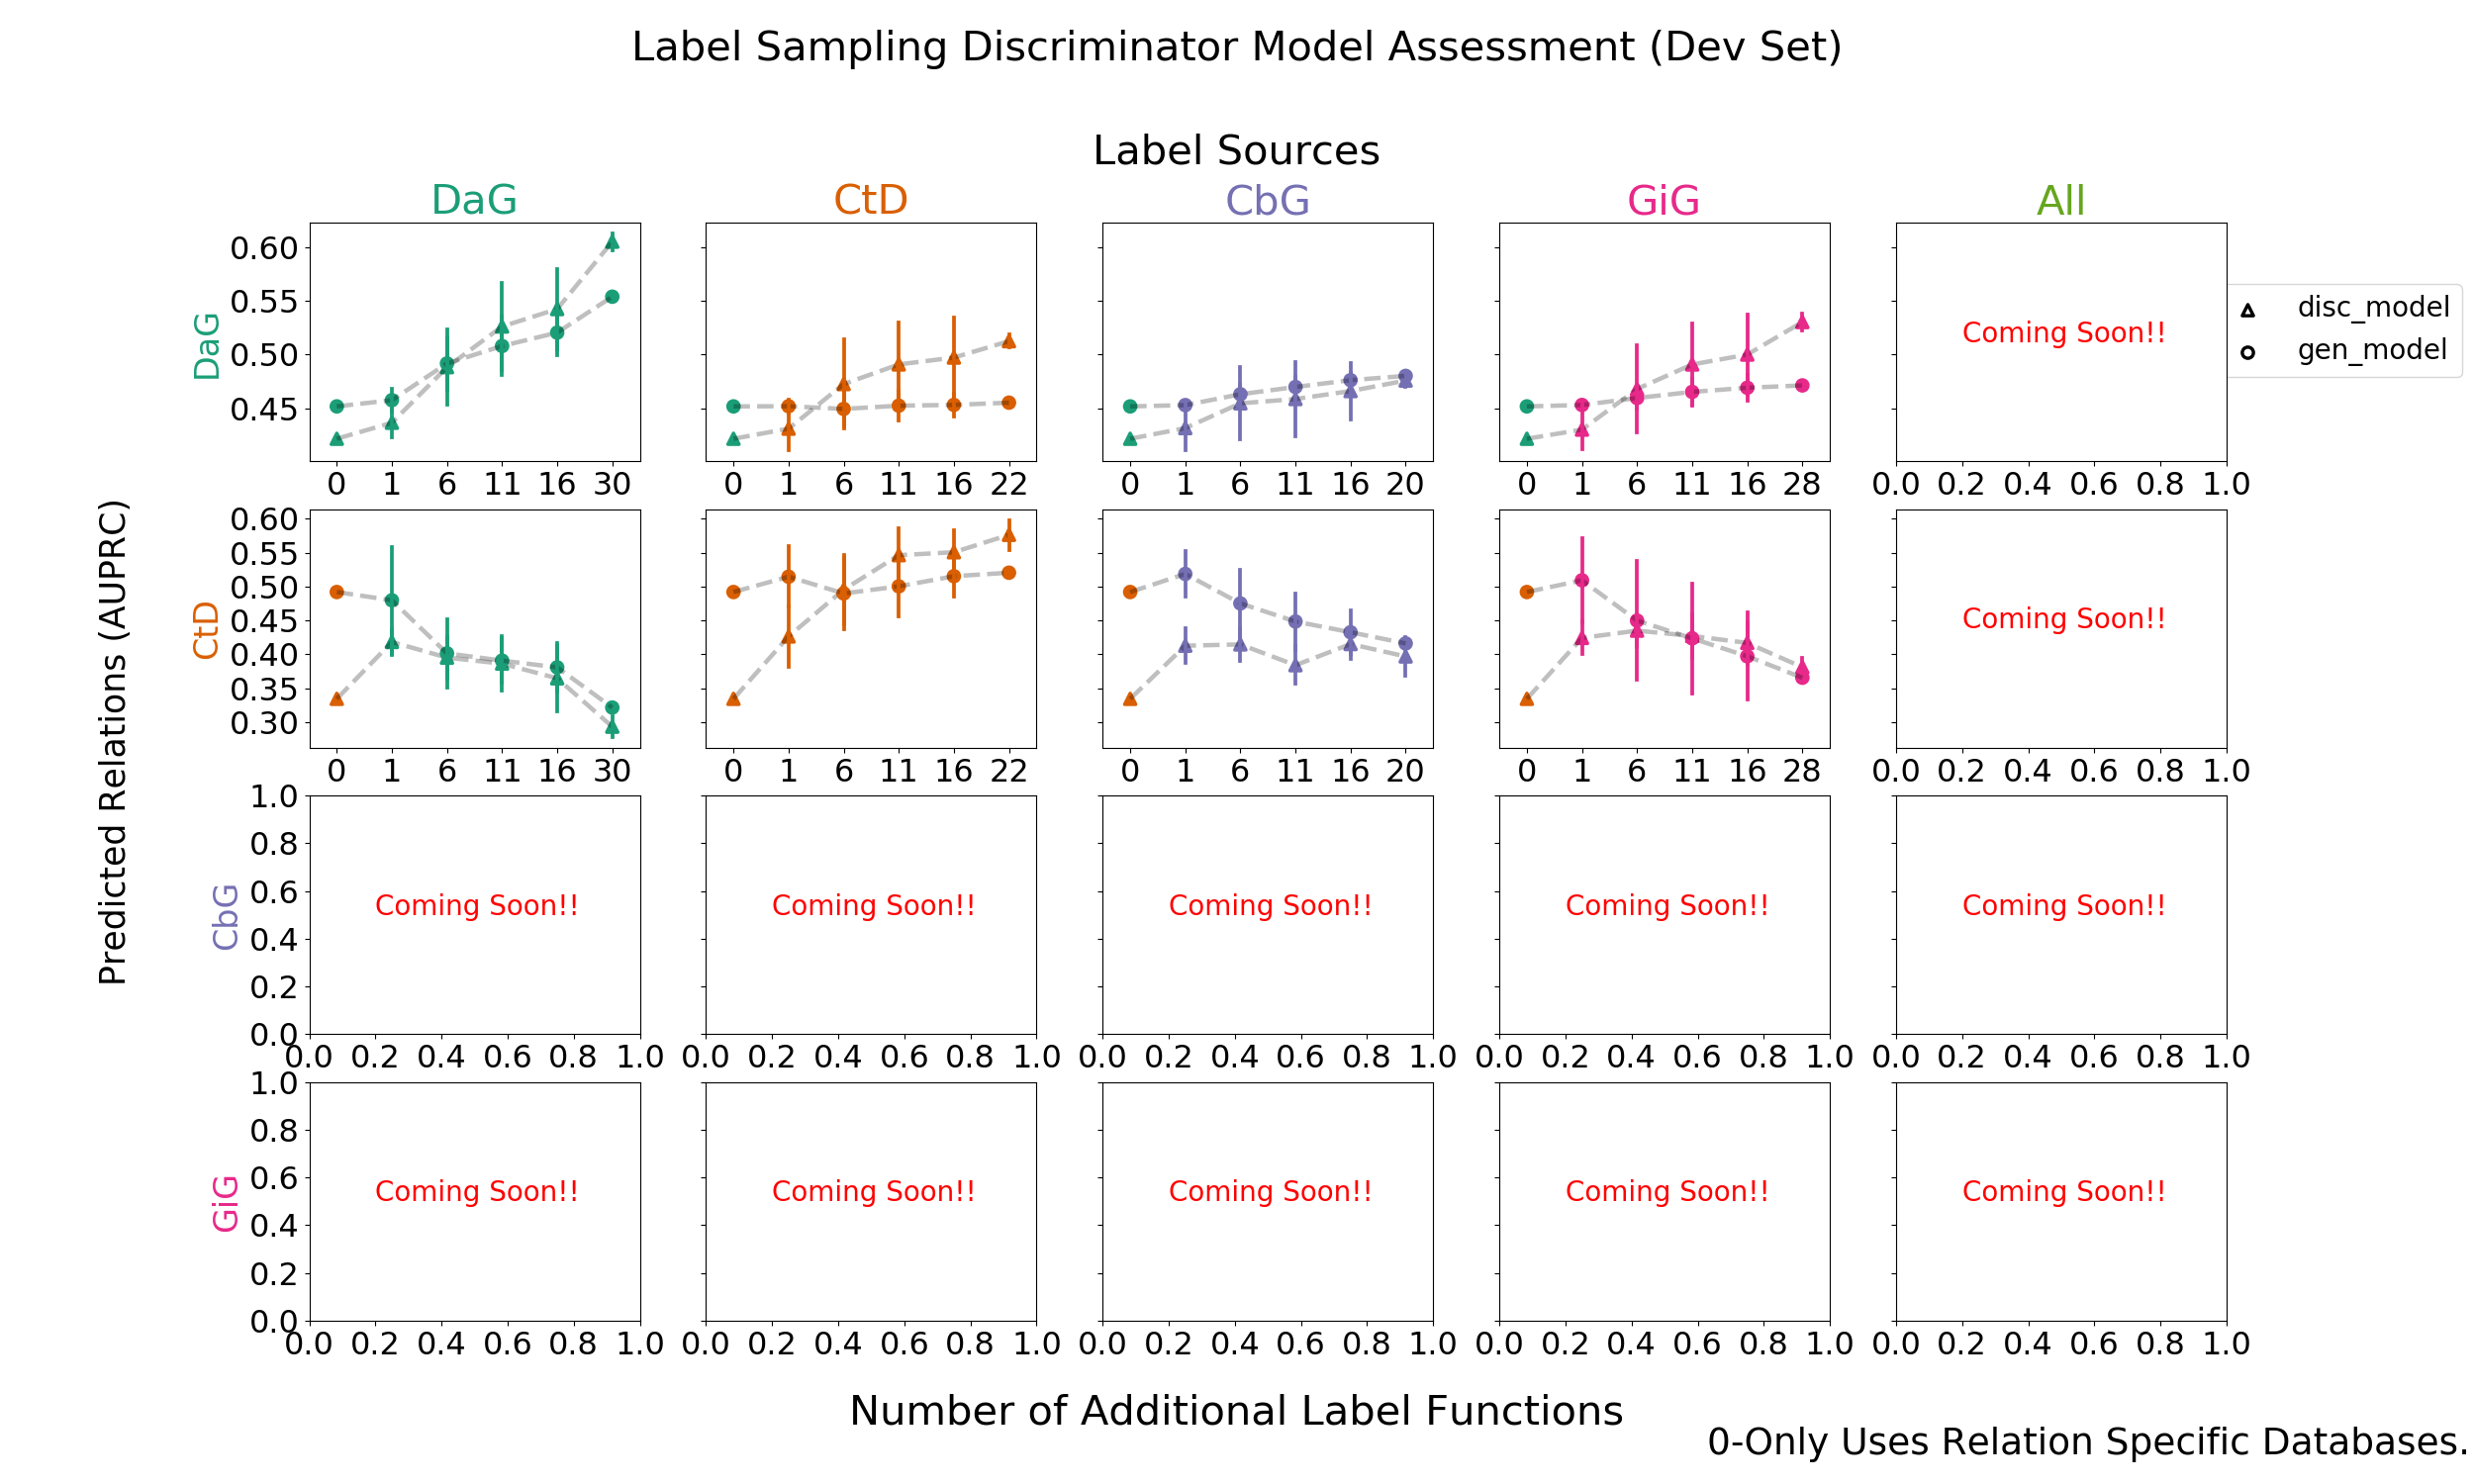 Label Sampling Discriminator Model Assessment (Dev Set)
Label Sources
DaG CtD CbG GiG All
Predicted Relations (AUPRC)
DaG
0.60
0.55
0.50
0.45
0 1 6 11 16 30
0 1 6 11 16 22
0 1 6 11 16 20
0 1 6 11 16 28
Coming Soon!!
0.0 0.2 0.4 0.6 0.8 1.0
disc_model
gen_model
CtD
0.60
0.55
0.50
0.45
0.40
0.35
0.30
0 1 6 11 16 30
0 1 6 11 16 22
0 1 6 11 16 20
0 1 6 11 16 28
Coming Soon!!
0.0 0.2 0.4 0.6 0.8 1.0
CbG
1.0
0.8
0.6
0.4
0.2
0.0
Coming Soon!! Coming Soon!! Coming Soon!! Coming Soon!! Coming Soon!!
0.0 0.2 0.4 0.6 0.8 1.0
0.0 0.2 0.4 0.6 0.8 1.0
0.0 0.2 0.4 0.6 0.8 1.0
0.0 0.2 0.4 0.6 0.8 1.0
0.0 0.2 0.4 0.6 0.8 1.0
GiG
1.0
0.8
0.6
0.4
0.2
0.0
Coming Soon!! Coming Soon!! Coming Soon!! Coming Soon!! Coming Soon!!
0.0 0.2 0.4 0.6 0.8 1.0
0.0 0.2 0.4 0.6 0.8 1.0
0.0 0.2 0.4 0.6 0.8 1.0
0.0 0.2 0.4 0.6 0.8 1.0
0.0 0.2 0.4 0.6 0.8 1.0
Number of Additional Label Functions
0-Only Uses Relation Specific Databases.